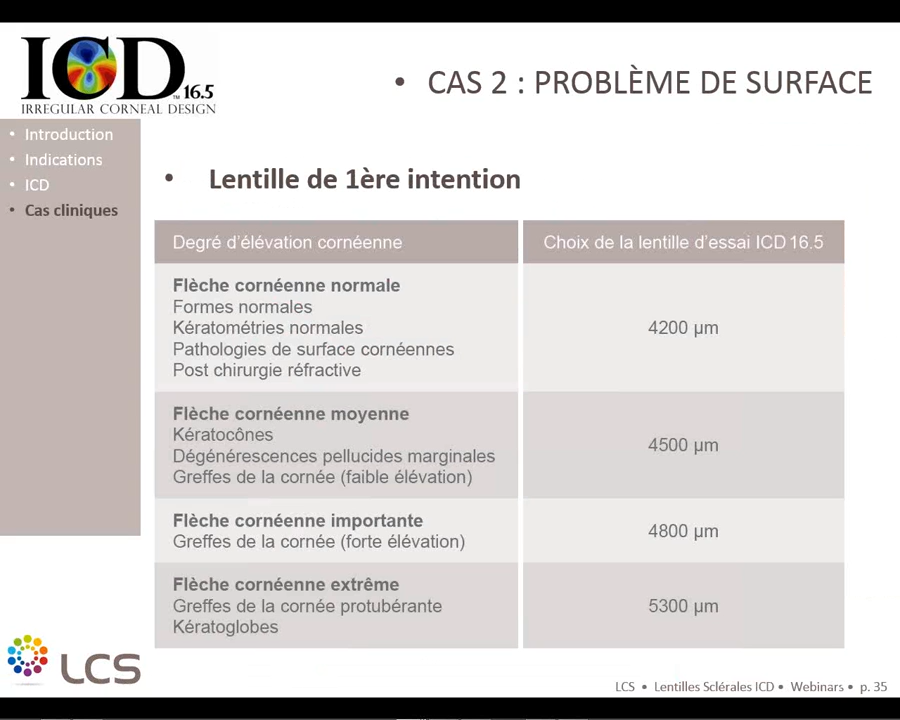 ICD
™ 16.5
IRREGULAR CORNEAL DESIGN
• CAS 2 : PROBLÈME DE SURFACE
• Introduction
• Indications
• ICD
• Cas cliniques
• Lentille de 1ère intention
Degré d'élévation cornéenne
Choix de la lentille d'essai ICD 16.5
Flèche cornéenne normale
Formes normales
Kératométries normales
Pathologies de surface cornéennes
Post chirurgie réfractive
4200 µm
Flèche cornéenne moyenne
Kératocônes
Dégénérescences pellucides marginales
Greffes de la cornée (faible élévation)
4500 µm
Flèche cornéenne importante
Greffes de la cornée (forte élévation)
4800 µm
Flèche cornéenne extrême
Greffes de la cornée protubérante
Kératoglobes
5300 µm
LCS
LCS • Lentilles Sclérales ICD • Webinars • p. 35